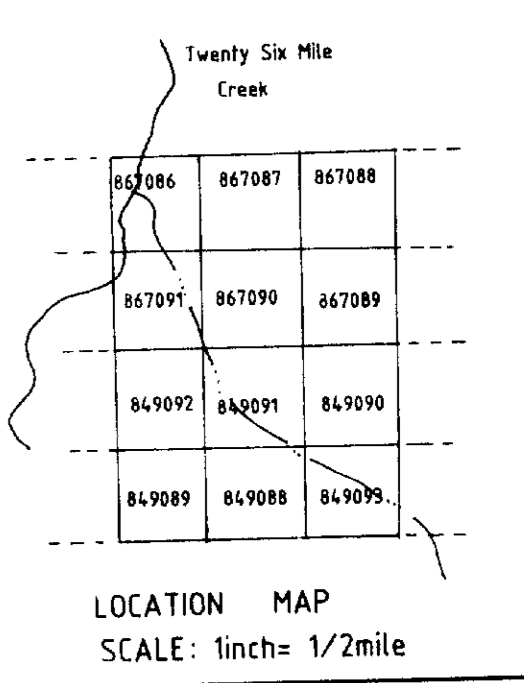 Twenty Six Mile
Creek
867086 867087 867088
867091 867090 867089
849092 849091 849090
849089 849088 849093
LOCATION MAP
SCALE: 1inch= 1/2mile